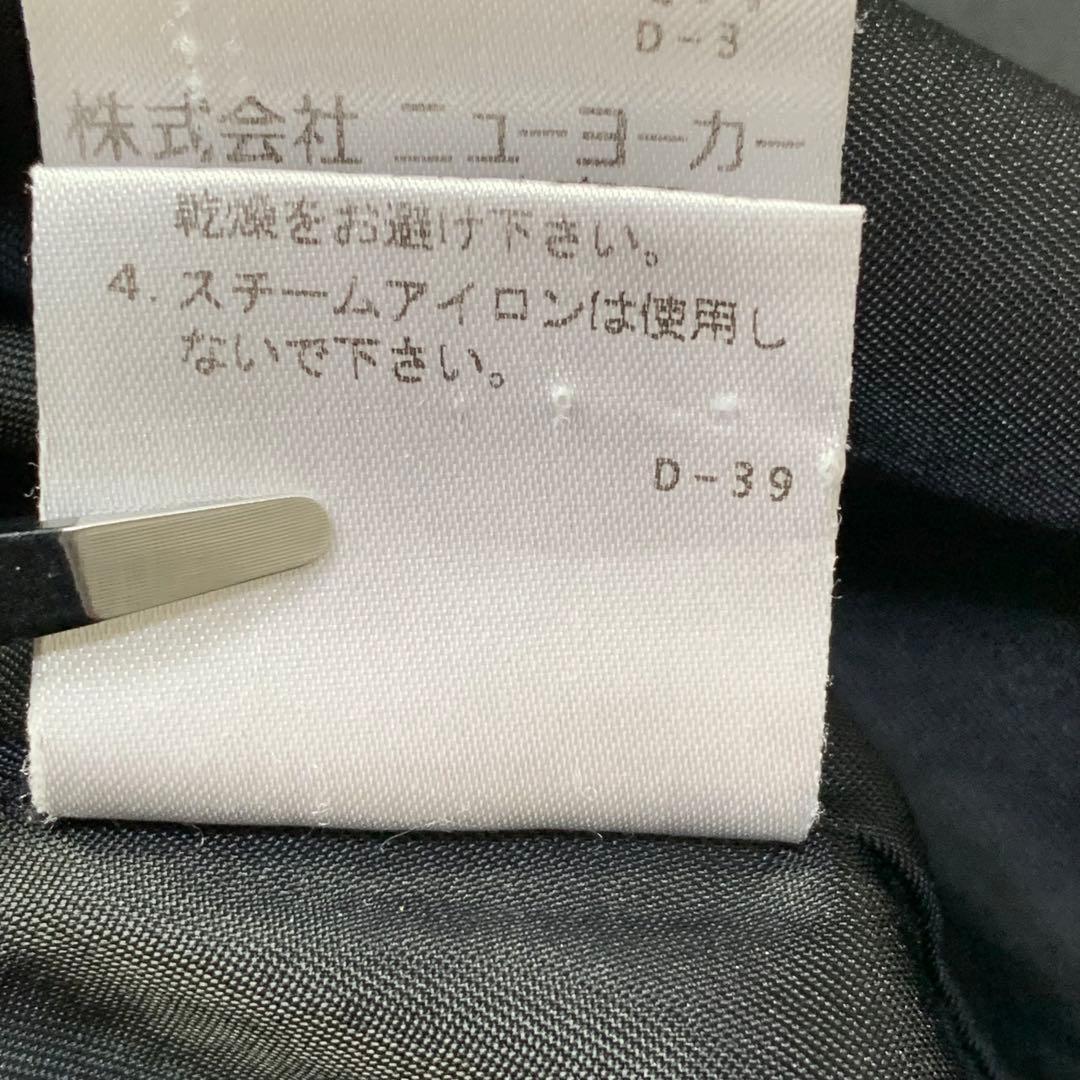 D-3
株式会社 ニューヨーカー
乾燥をお避け下さい。
4. スチームアイロンは使用し
ないで下さい。
D-39